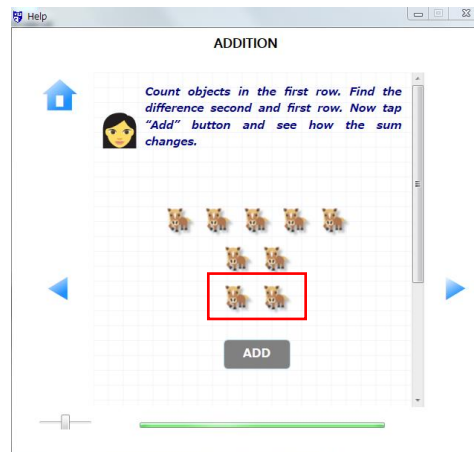 Help
ADDITION
Count objects in the first row. Find the
difference second and first row. Now tap
“Add” button and see how the sum
changes.
ADD